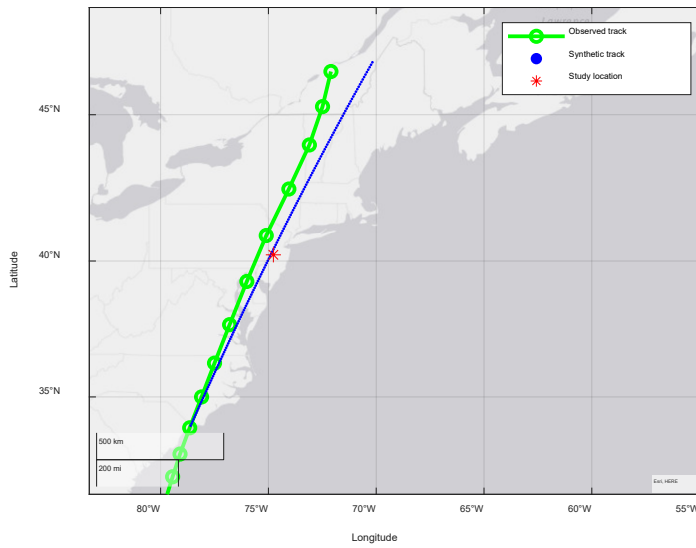 Lawrence
Observed track
Synthetic track
Study location
45°N
40°N
35°N
Latitude
500 km
200 mi
Esri, HERE
80°W
75°W
70°W
65°W
60°W
55°W
Longitude